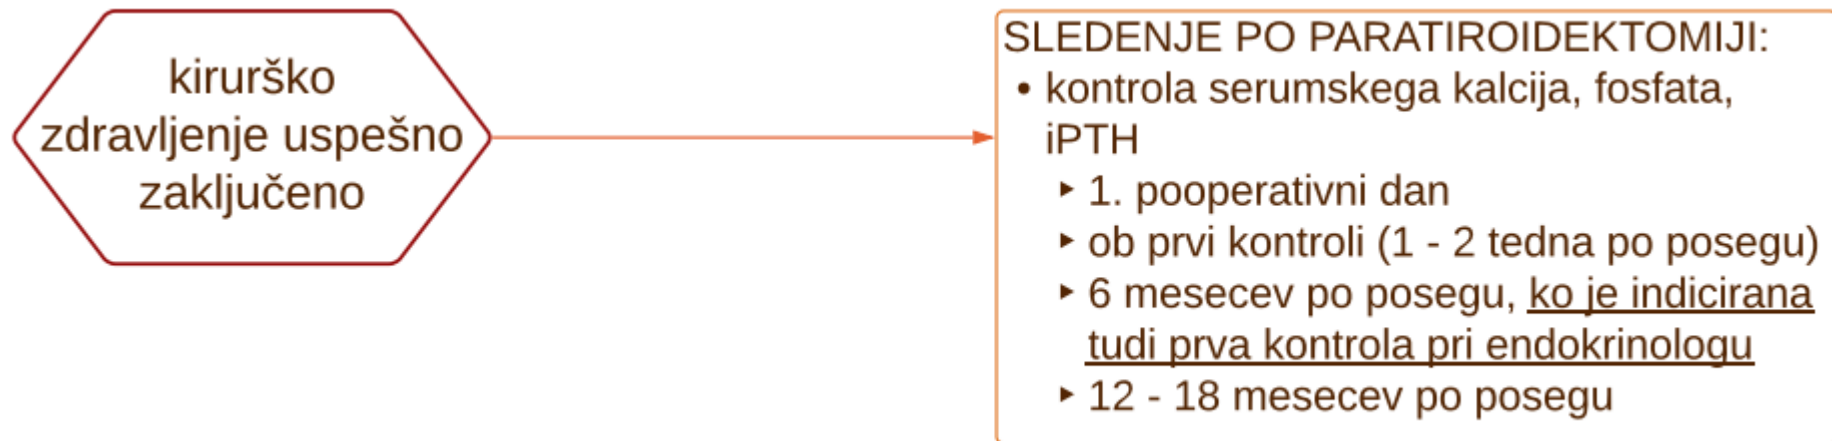 kirurško
zdravljenje uspešno
zaključeno
SLEDENJE PO PARATIROIDEKTOMIJI:
• kontrola serumskega kalcija, fosfata,
iPTH
‣ 1. pooperativni dan
‣ ob prvi kontroli (1 - 2 tedna po posegu)
‣ 6 mesecev po posegu, ko je indicirana
tudi prva kontrola pri endokrinologu
‣ 12 - 18 mesecev po posegu